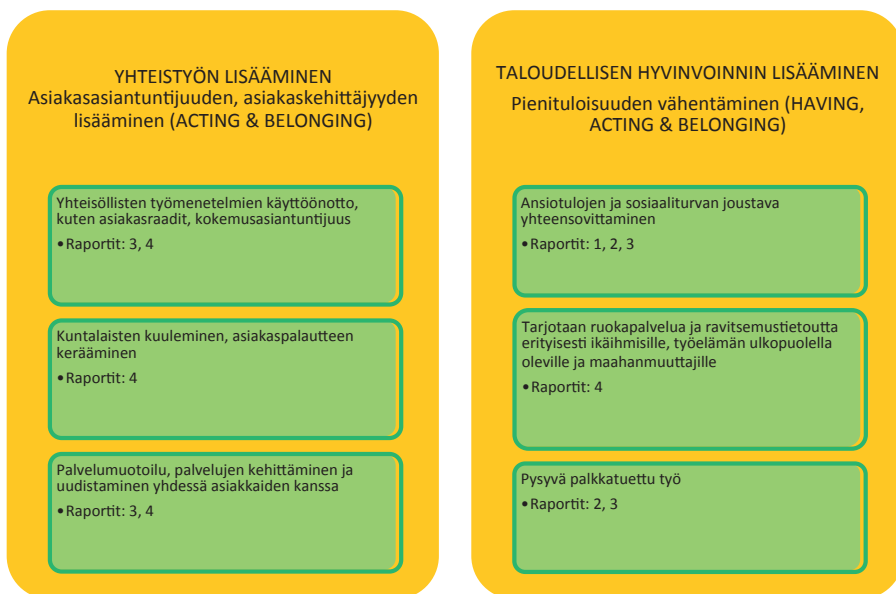 YHTEISTYÖN LISÄÄMINEN
Asiakasasiantuntijuuden, asiakaskehittäjyyden
lisääminen (ACTING & BELONGING)
Yhteisöllisten työmenetelmien käyttöönotto,
kuten asiakasraadit, kokemusasiantuntijuus
•Raportit: 3, 4
Kuntalaisten kuuleminen, asiakaspalautteen
kerääminen
•Raportit: 4
Palvelumuotoilu, palvelujen kehittäminen ja
uudistaminen yhdessä asiakkaiden kanssa
•Raportit: 3, 4
TALOUDELLISEN HYVINVOINNIN LISÄÄMINEN
Pienituloisuuden vähentäminen (HAVING,
ACTING & BELONGING)
Ansiotulojen ja sosiaaliturvan joustava
yhteensovittaminen
•Raportit: 1, 2, 3
Tarjotaan ruokapalvelua ja ravitsemustietoutta
erityisesti ikäihmisille, työelämän ulkopuolella
oleville ja maahanmuuttajille
•Raportit: 4
Pysyvä palkkatuettu työ
•Raportit: 2, 3